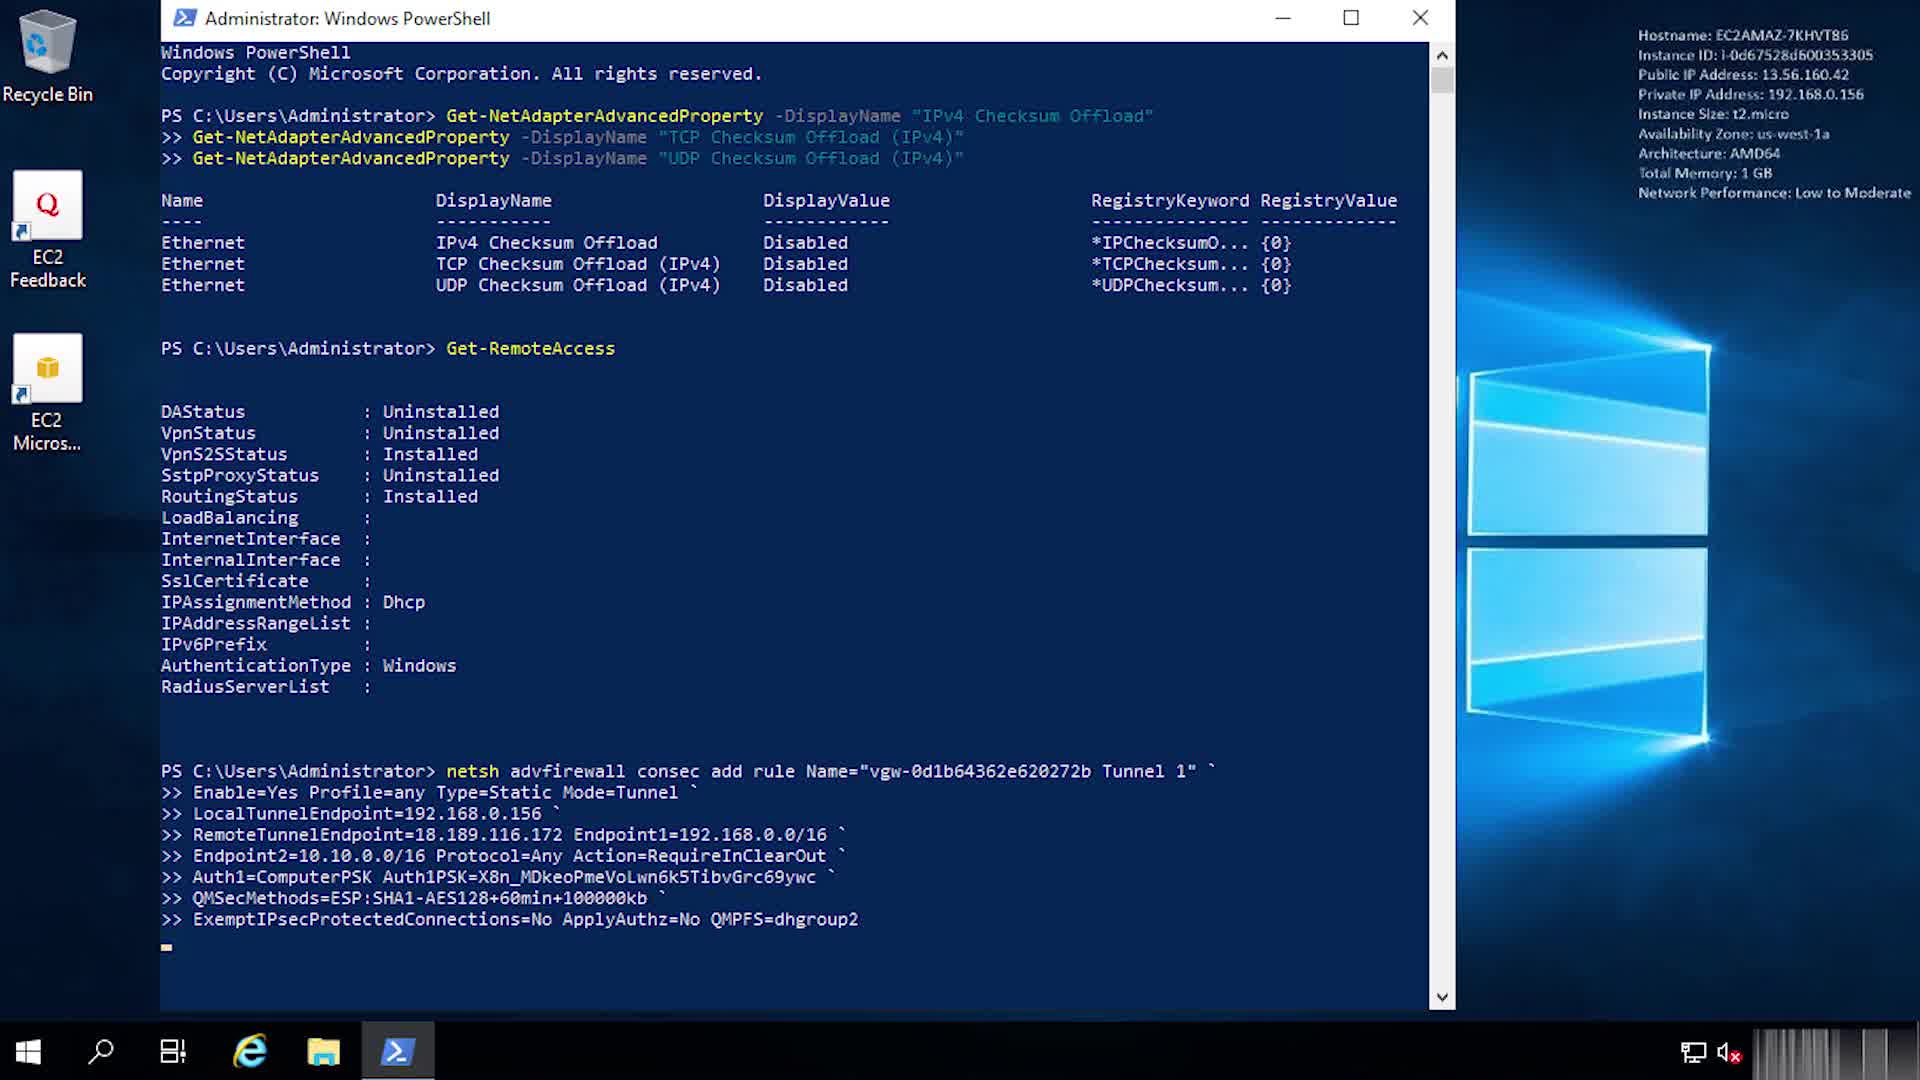 Administrator: Windows PowerShell
Windows PowerShell
Copyright (C) Microsoft Corporation. All rights reserved.
PS C:\Users\Administrator> Get-NetAdapterAdvancedProperty -DisplayName "IPv4 Checksum Offload"
>> Get-NetAdapterAdvancedProperty -DisplayName "TCP Checksum Offload (IPv4)"
>> Get-NetAdapterAdvancedProperty -DisplayName "UDP Checksum Offload (IPv4)"
Name DisplayName DisplayValue RegistryKeyword RegistryValue
---- ----------- ------------ --------------- -------------
Ethernet IPv4 Checksum Offload Disabled *IPChecksumO... {0}
Ethernet TCP Checksum Offload (IPv4) Disabled *TCPChecksum... {0}
Ethernet UDP Checksum Offload (IPv4) Disabled *UDPChecksum... {0}
PS C:\Users\Administrator> Get-RemoteAccess
DAStatus : Uninstalled
VpnStatus : Uninstalled
VpnS2SStatus : Installed
SstpProxyStatus : Uninstalled
RoutingStatus : Installed
LoadBalancing :
InternetInterface :
InternalInterface :
SslCertificate :
IPAssignmentMethod : Dhcp
IPAddressRangeList :
IPv6Prefix :
AuthenticationType : Windows
RadiusServerList :
PS C:\Users\Administrator> netsh advfirewall consec add rule Name="vgw-0d1b64362e620272b Tunnel 1" `
>> Enable=Yes Profile=any Type=Static Mode=Tunnel `
>> LocalTunnelEndpoint=192.168.0.156 `
>> RemoteTunnelEndpoint=18.189.116.172 Endpoint1=192.168.0.0/16 `
>> Endpoint2=10.10.0.0/16 Protocol=Any Action=RequireInClearOut `
>> Auth1=ComputerPSK Auth1PSK=X8n_MDkeoPmeVoLwn6k5TibvGrc69ywc `
>> QMSecMethods=ESP:SHA1-AES128+60min+100000kb `
>> ExemptIPsecProtectedConnections=No ApplyAuthz=No QMPFS=dhgroup2
Recycle Bin
EC2
Feedback
EC2
Micros...
Hostname: EC2AMAZ-7KHVT86
Instance ID: i-0d67528d600353305
Public IP Address: 13.56.160.42
Private IP Address: 192.168.0.156
Instance Size: t2.micro
Availability Zone: us-west-1a
Architecture: AMD64
Total Memory: 1 GB
Network Performance: Low to Moderate